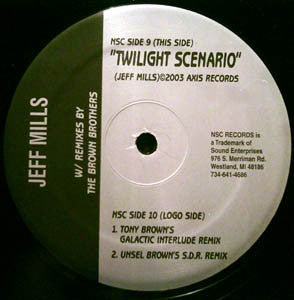 JEFF MILLS
W/ REMIXES BY
THE BROWN BROTHERS
NSC SIDE 9 (THIS SIDE)
"TWILIGHT SCENARIO"
(JEFF MILLS)©2003 AXIS RECORDS
NSC RECORDS is
a Trademark of
Sound Enterprises
976 S. Merriman Rd.
Westland, MI 48186
734-641-4686
NSC SIDE 10 (LOGO SIDE)
1. TONY BROWN'S
GALACTIC INTERLUDE REMIX
2. UNSEL BROWN'S S.D.R. REMIX